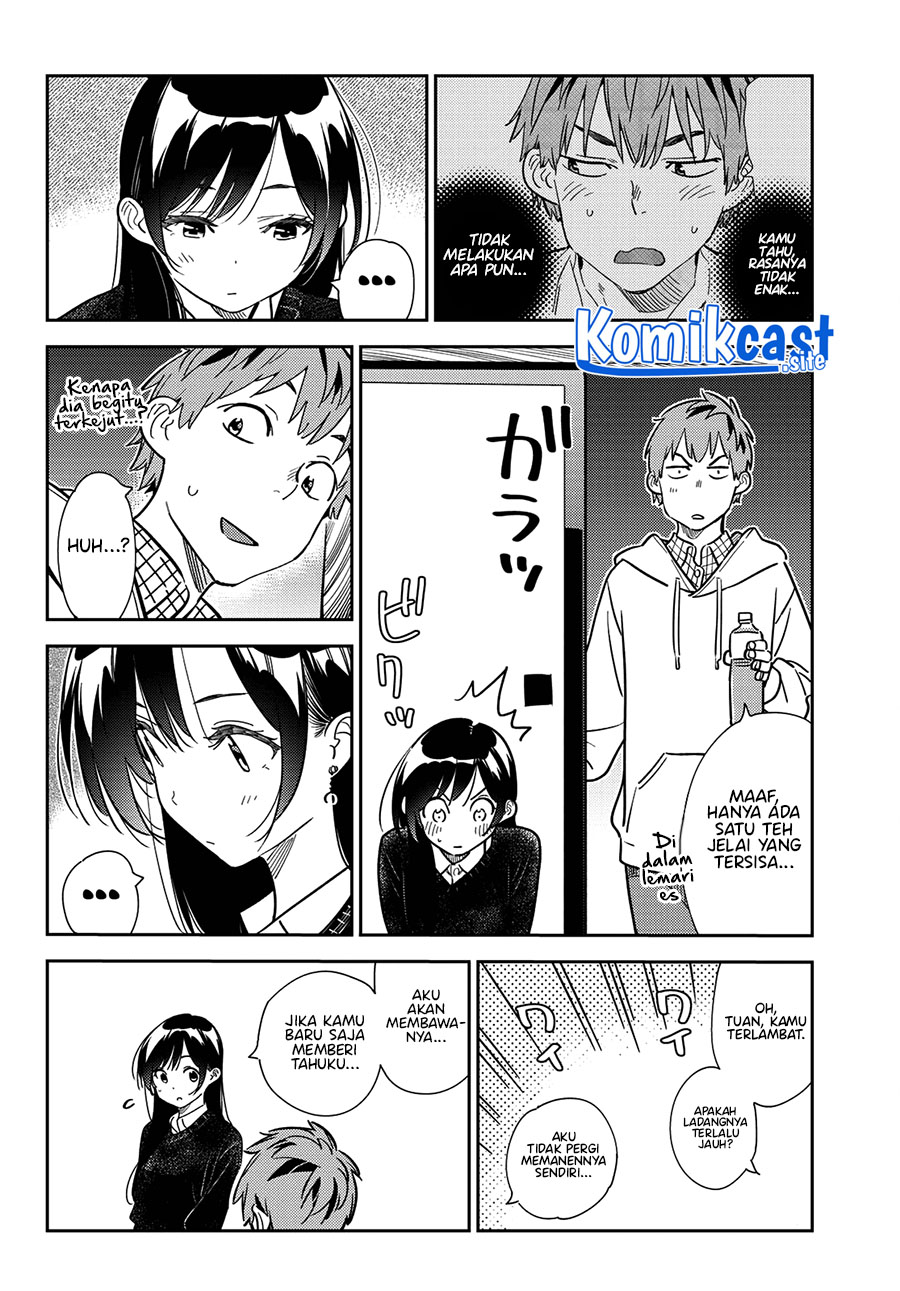 KAMU
TAHU,
RASANYA
TIDAK
ENAK...
TIDAK
MELAKUKAN
APA PUN...
...
Komikcast
.site
ガラッ
MAAF,
HANYA ADA
SATU TEH
JELAI YANG
TERSISA...
Di
dalam
lemari
es
ビクッ
Kenapa
dia begitu
terkejut...?
HUH...?
...
OH,
TUAN, KAMU
TERLAMBAT.
APAKAH
LADANGNYA
TERLALU
JAUH?
ワイ
ワイ
AKU
TIDAK PERGI
MEMANENNYA
SENDIRI...
AKU
AKAN
MEMBAWA-
NYA...
JIKA KAMU
BARU SAJA
MEMBERI
TAHUKU...